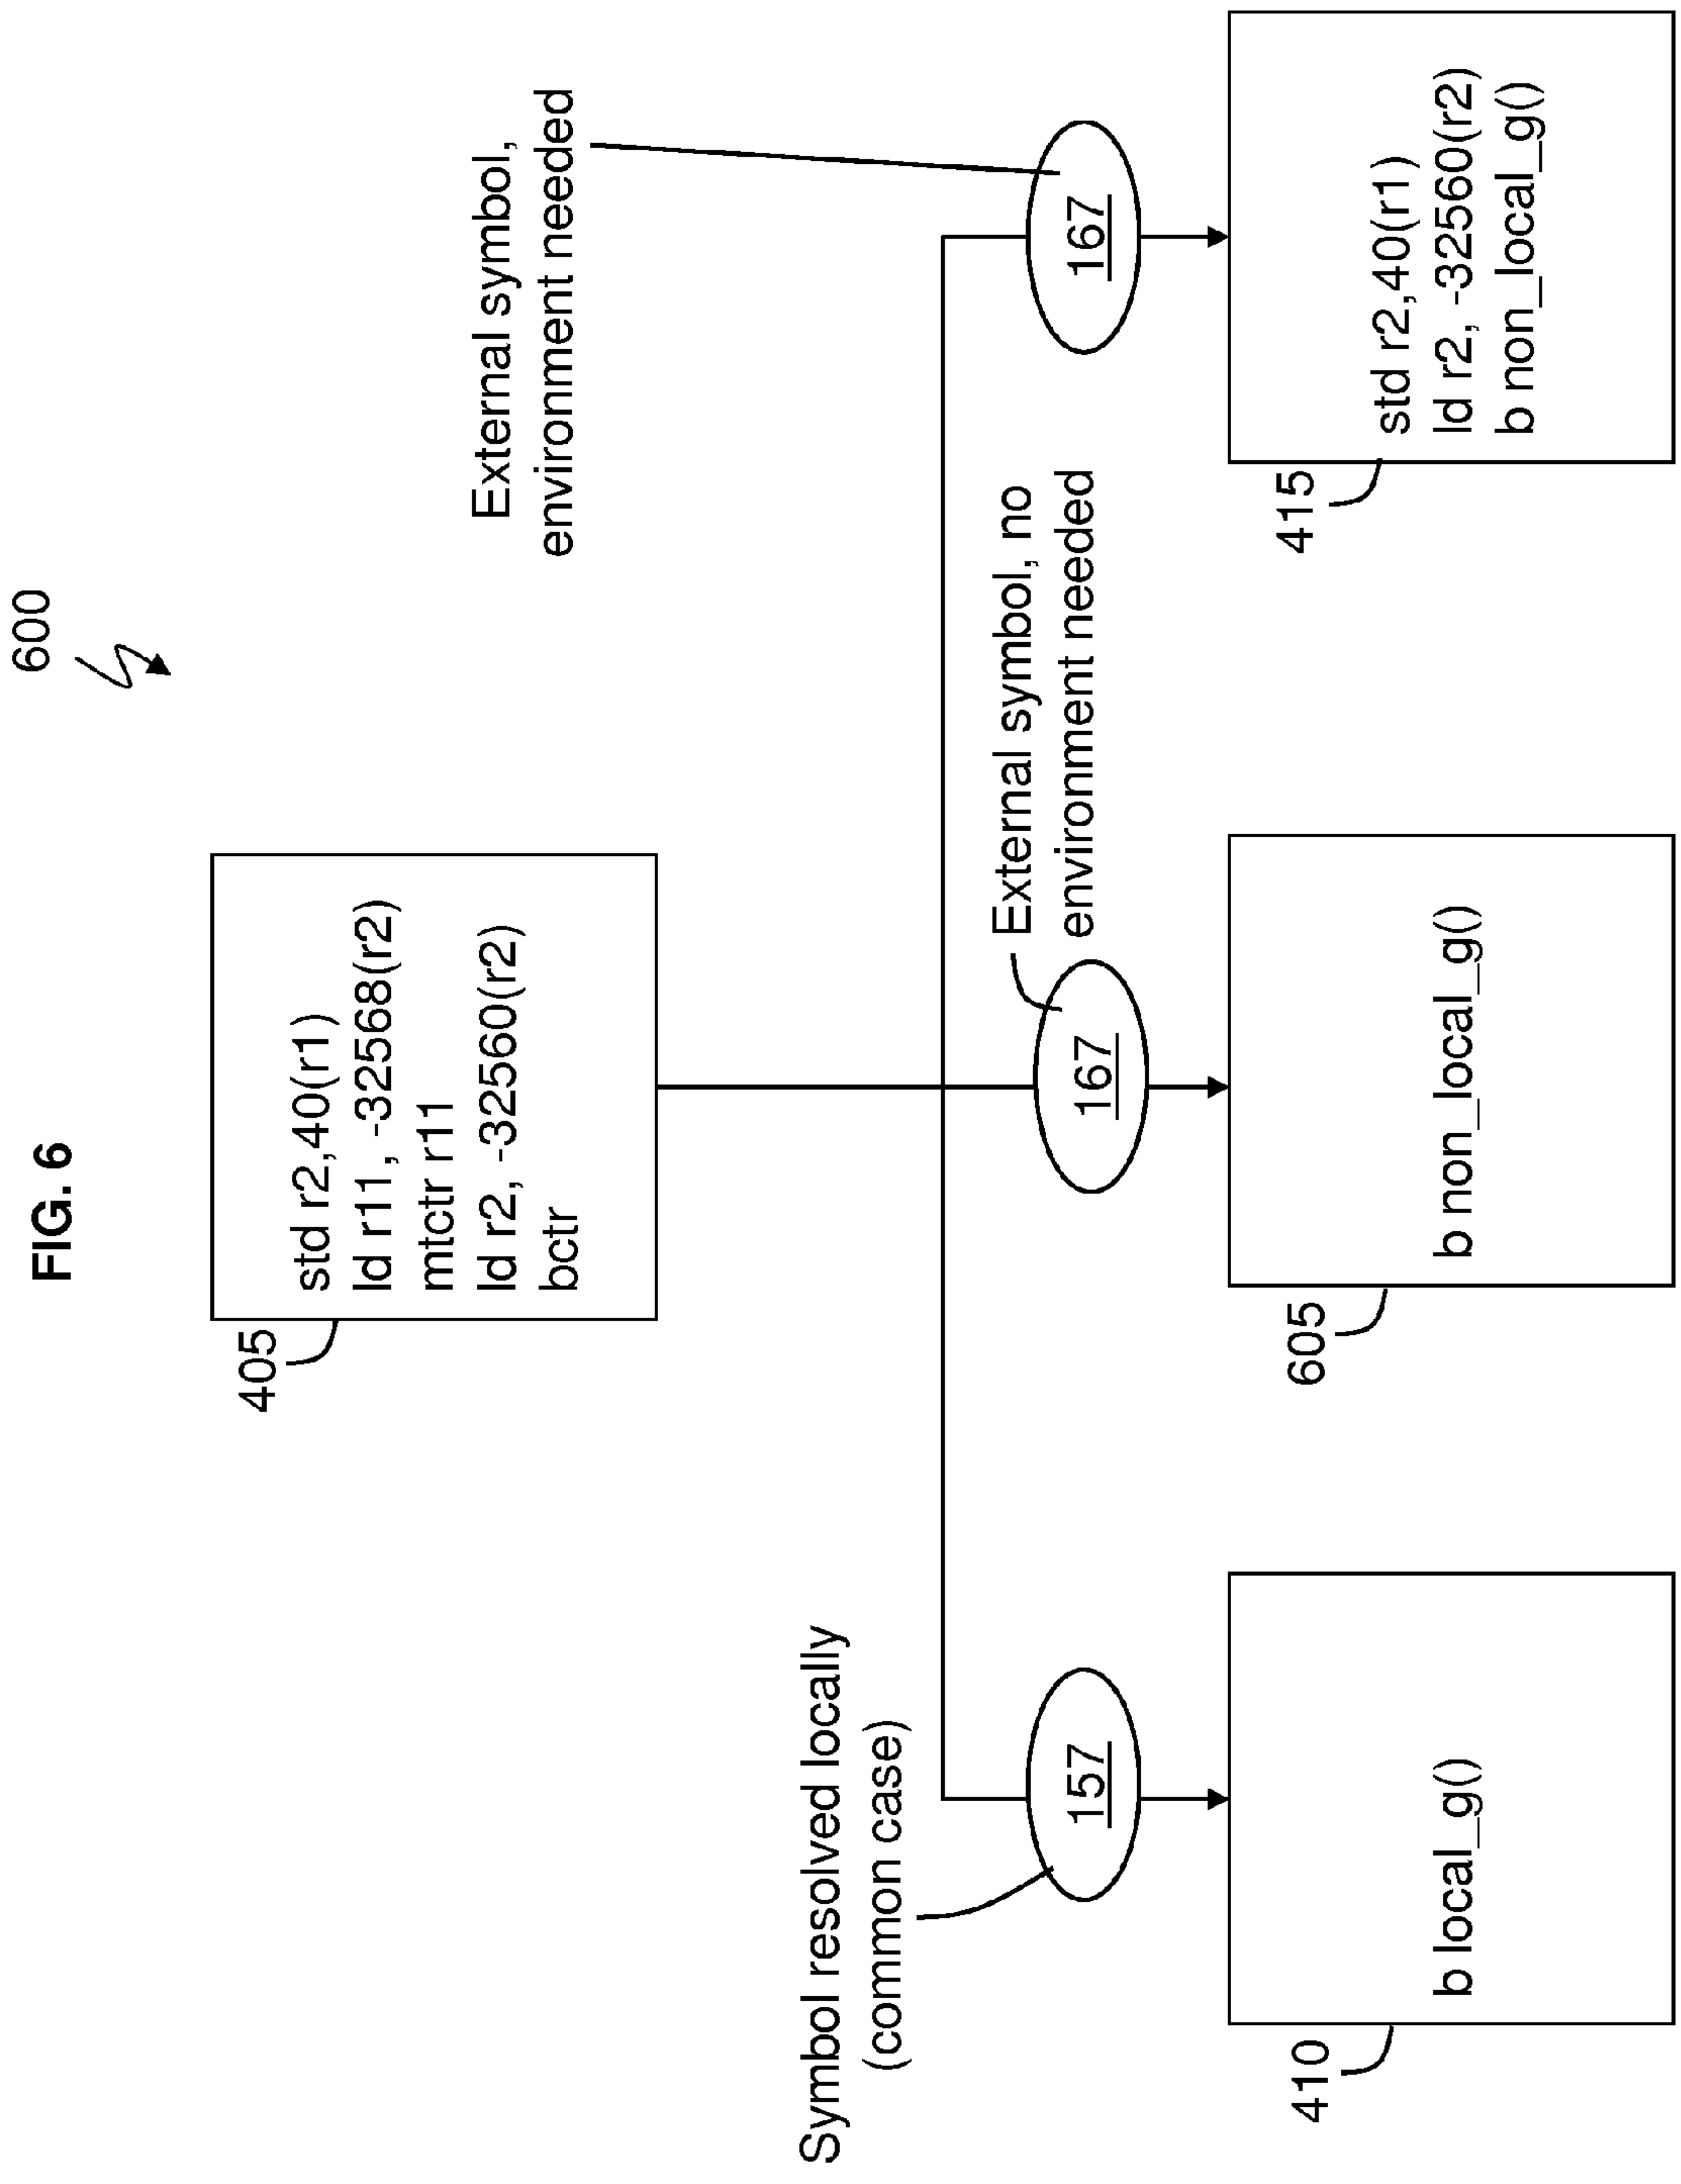 FIG. 6
600
405
std r2,40(r1)
ld r11, -32568(r2)
mtctr r11
ld r2, -32560(r2)
bctr
External symbol,
environment needed
Symbol resolved locally
(common case)
External symbol, no
environment needed
157
167
167
410
b local_g()
605
b non_local_g()
415
std r2,40(r1)
ld r2, -32560(r2)
b non_local_g()